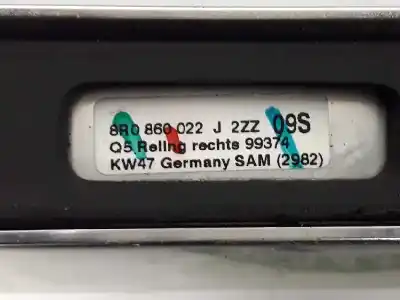 8R0 860 022 J 2ZZ 09S
Q5 Reling rechts 99374
KW47 Germany SAM (2982)